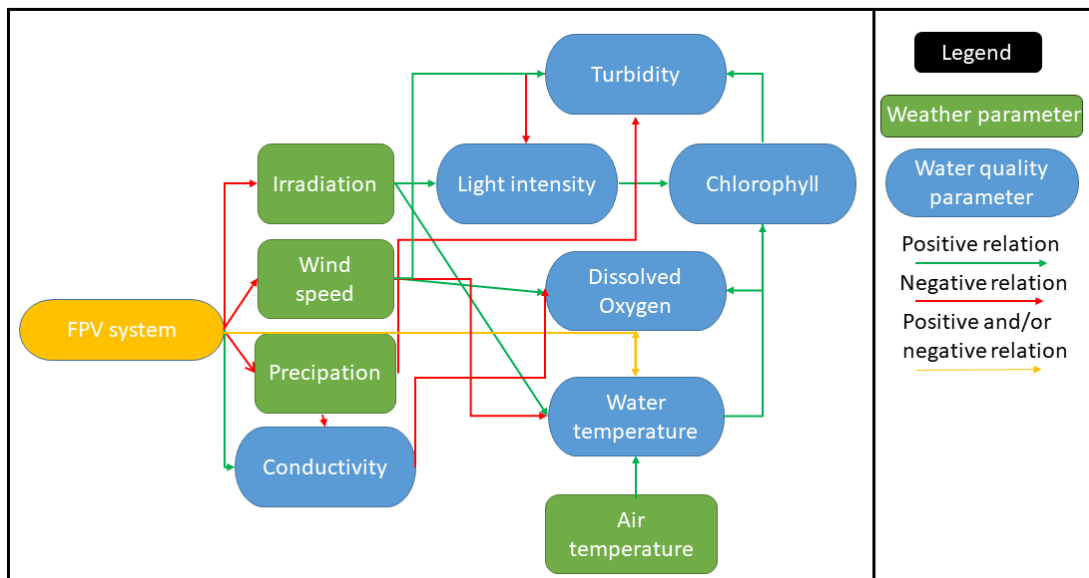 Turbidity
Irradiation
Light intensity
Chlorophyll
Wind
speed
Dissolved
Oxygen
FPV system
Precipation
Water
temperature
Conductivity
Air
temperature
Legend
Weather parameter
Water quality
parameter
Positive relation
Negative relation
Positive and/or
negative relation